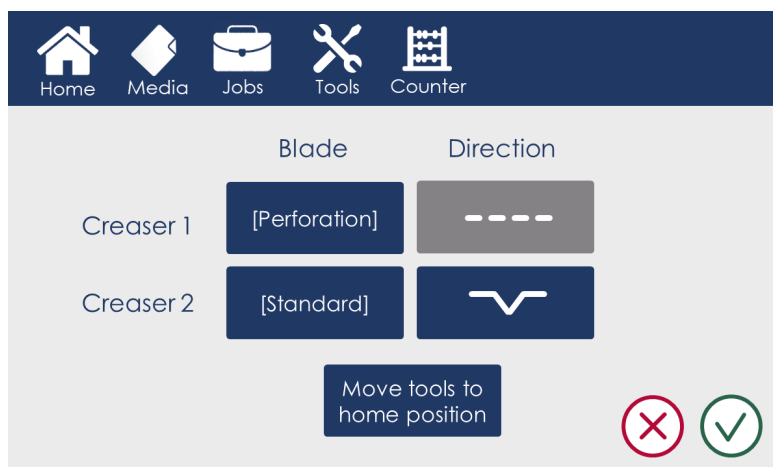 Home Media Jobs Tools Counter
Blade Direction
Creaser 1 [Perforation]
Creaser 2 [Standard]
Move tools to
home position